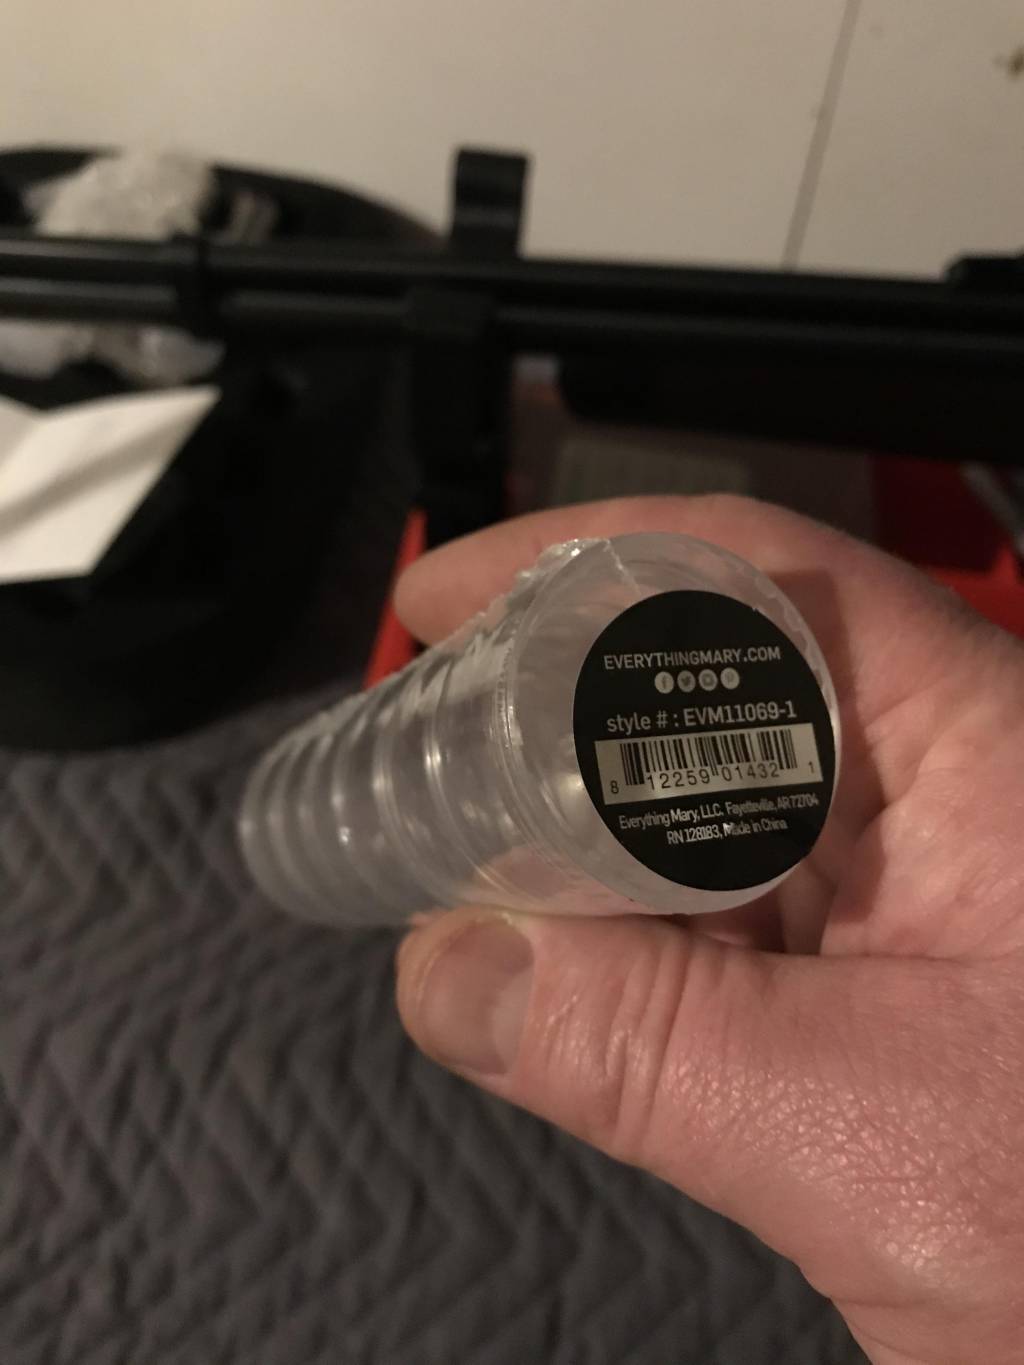 EVERYTHINGMARY.COM
style # : EVM11069-1
8 12259 01432 1
Everything Mary, LLC. Fayetteville, AR 72704
RN 128183, Made in China